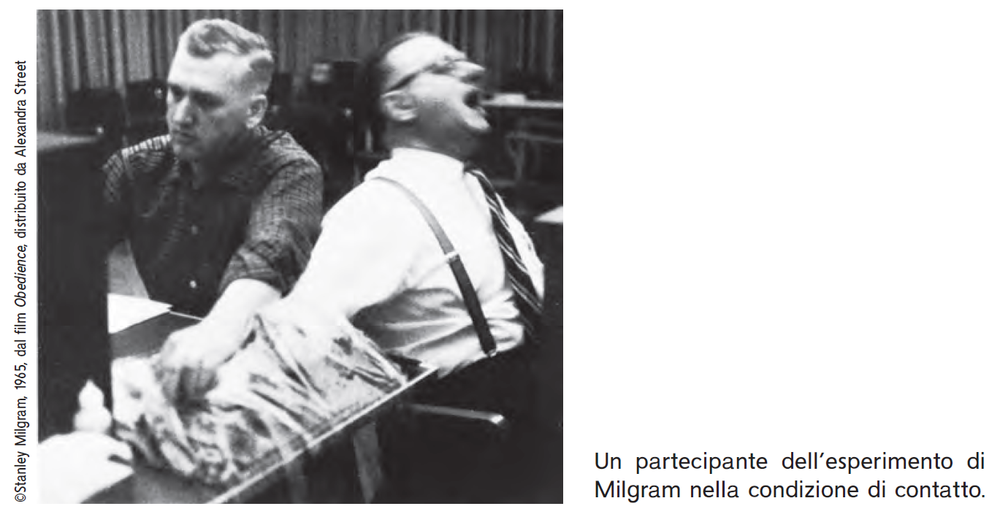 ©Stanley Milgram, 1965, dal film Obedience, distribuito da Alexandra Street
Un partecipante dell’esperimento di
Milgram nella condizione di contatto.